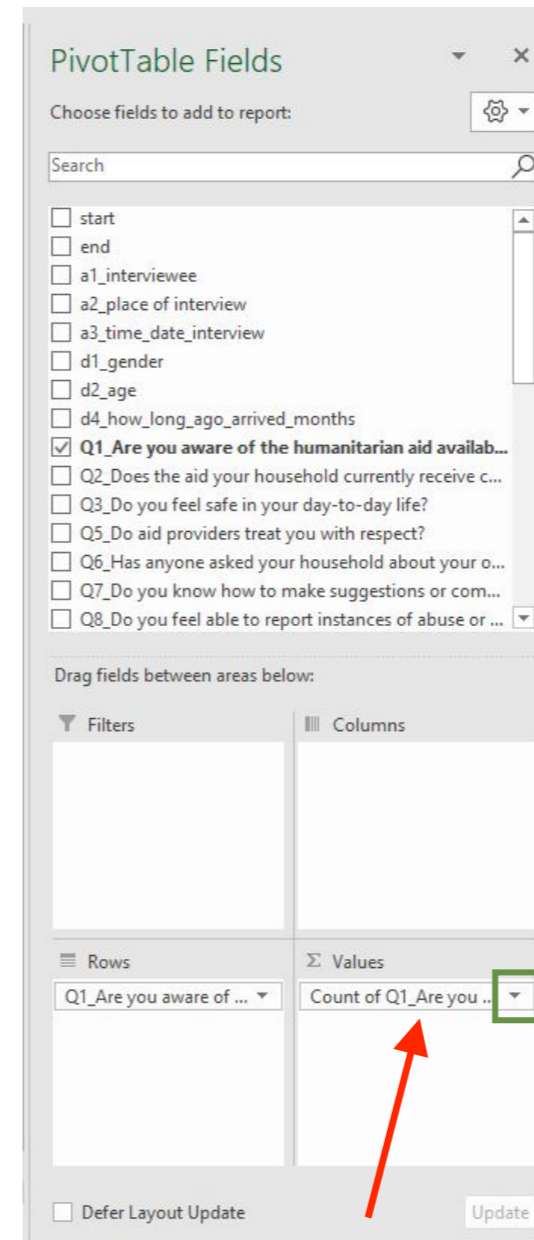 PivotTable Fields
Choose fields to add to report:
Search
start
end
a1_interviewee
a2_place of interview
a3_time_date_interview
d1_gender
d2_age
d4_how_long_ago_arrived_months
Q1_Are you aware of the humanitarian aid availab...
Q2_Does the aid your household currently receive c...
Q3_Do you feel safe in your day-to-day life?
Q5_Do aid providers treat you with respect?
Q6_Has anyone asked your household about your o...
Q7_Do you know how to make suggestions or com...
Q8_Do you feel able to report instances of abuse or ...
Drag fields between areas below:
Filters
Columns
Rows
Σ Values
Q1_Are you aware of ...
Count of Q1_Are you ..
Defer Layout Update
Update